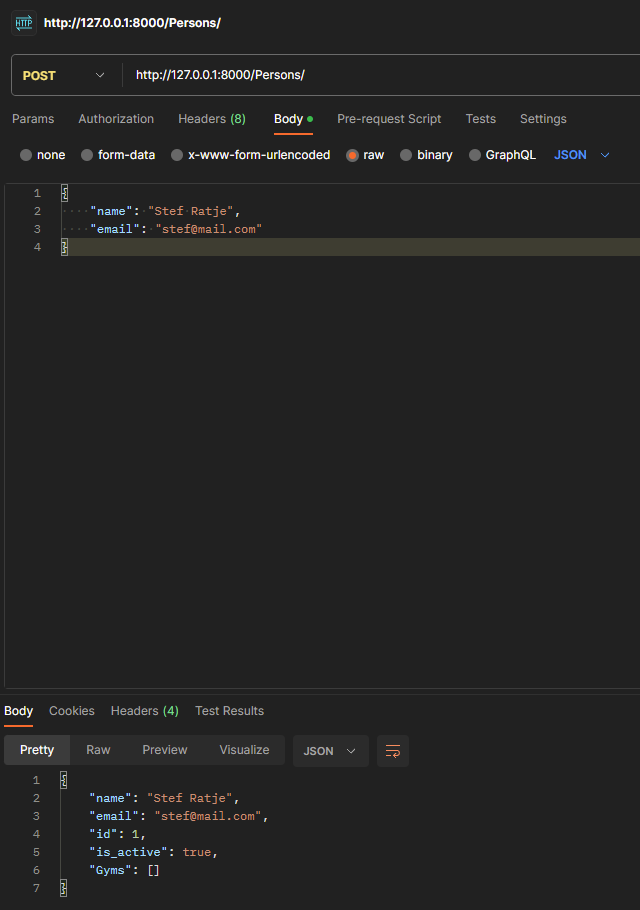 HTTP http://127.0.0.1:8000/Persons/
POST http://127.0.0.1:8000/Persons/
Params Authorization Headers (8) Body Pre-request Script Tests Settings
none form-data x-www-form-urlencoded raw binary GraphQL JSON
1 {
2 ····"name":·"Stef·Ratje",
3 ····"email":·"stef@mail.com"
4 }
Body Cookies Headers (4) Test Results
Pretty Raw Preview Visualize JSON
1 {
2 "name": "Stef Ratje",
3 "email": "stef@mail.com",
4 "id": 1,
5 "is_active": true,
6 "Gyms": []
7 }